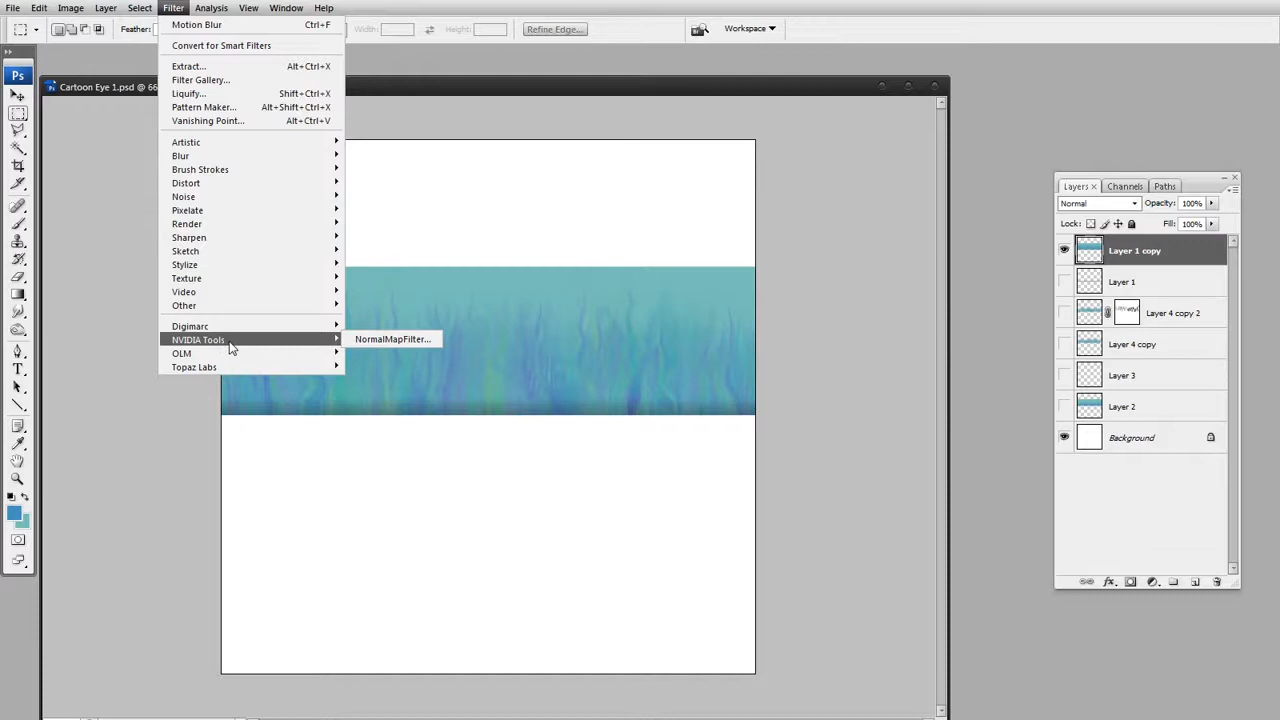 File Edit Image Layer Select Filter Analysis View Window Help
Feather: Width: Height: Refine Edge... Workspace
Motion Blur Ctrl+F
Convert for Smart Filters
Extract... Alt+Ctrl+X
Filter Gallery...
Liquify... Shift+Ctrl+X
Pattern Maker... Alt+Shift+Ctrl+X
Vanishing Point... Alt+Ctrl+V
Artistic
Blur
Brush Strokes
Distort
Noise
Pixelate
Render
Sharpen
Sketch
Stylize
Texture
Video
Other
Digimarc
NVIDIA Tools
NormalMapFilter...
OLM
Topaz Labs
Ps
Cartoon Eye 1.psd @ 66
Layers Channels Paths
Normal Opacity: 100%
Lock: Fill: 100%
Layer 1 copy
Layer 1
Layer 4 copy 2
Layer 4 copy
Layer 3
Layer 2
Background